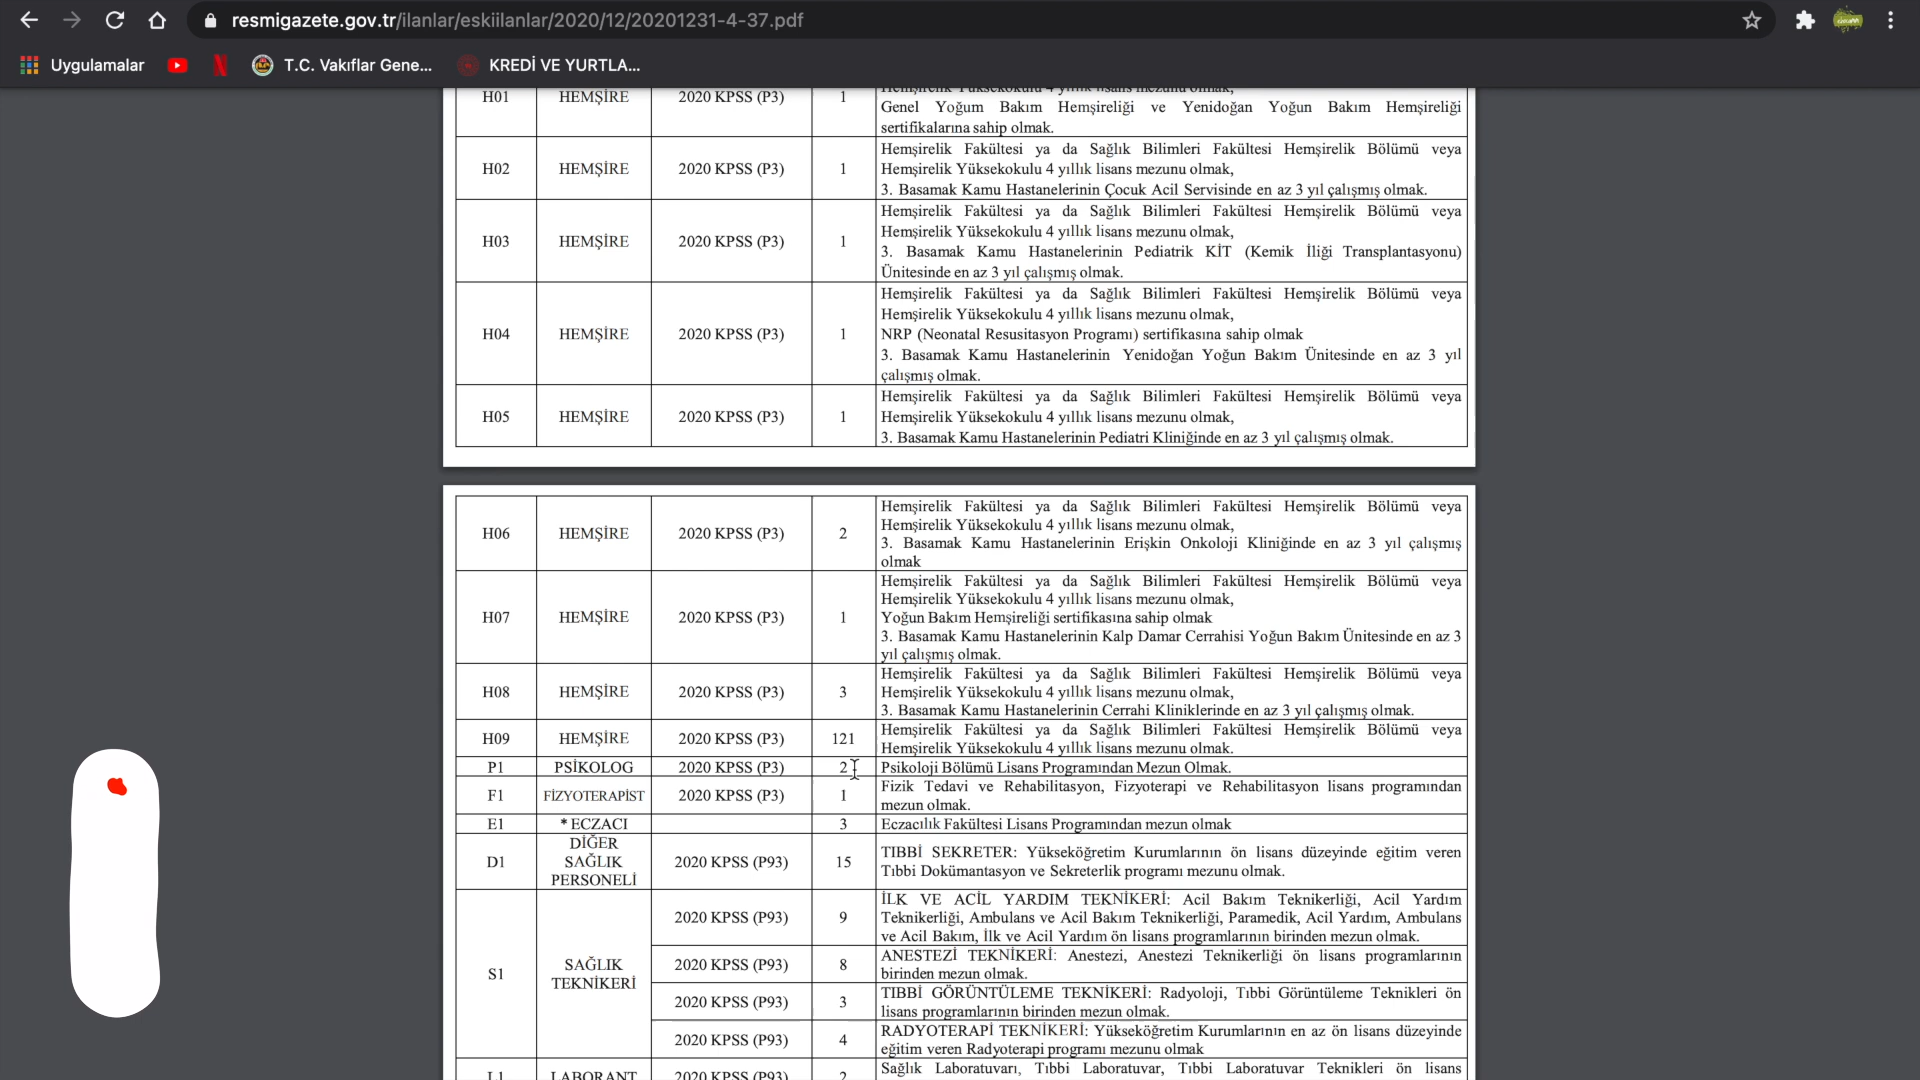 resmigazete.gov.tr/ilanlar/eskiilanlar/2020/12/20201231-4-37.pdf
Uygulamalar T.C. Vakıflar Gene... KREDİ VE YURTLA...
Hemşirelik Yüksekokulu 4 yıllık lisans mezunu olmak,
H01 HEMŞİRE 2020 KPSS (P3) 1 Genel Yoğum Bakım Hemşireliği ve Yenidoğan Yoğun Bakım Hemşireliği
sertifikalarına sahip olmak.
Hemşirelik Fakültesi ya da Sağlık Bilimleri Fakültesi Hemşirelik Bölümü veya
H02 HEMŞİRE 2020 KPSS (P3) 1 Hemşirelik Yüksekokulu 4 yıllık lisans mezunu olmak,
3. Basamak Kamu Hastanelerinin Çocuk Acil Servisinde en az 3 yıl çalışmış olmak.
Hemşirelik Fakültesi ya da Sağlık Bilimleri Fakültesi Hemşirelik Bölümü veya
H03 HEMŞİRE 2020 KPSS (P3) 1 Hemşirelik Yüksekokulu 4 yıllık lisans mezunu olmak,
3. Basamak Kamu Hastanelerinin Pediatrik KİT (Kemik İliği Transplantasyonu)
Ünitesinde en az 3 yıl çalışmış olmak.
Hemşirelik Fakültesi ya da Sağlık Bilimleri Fakültesi Hemşirelik Bölümü veya
Hemşirelik Yüksekokulu 4 yıllık lisans mezunu olmak,
H04 HEMŞİRE 2020 KPSS (P3) 1 NRP (Neonatal Resusitasyon Programı) sertifikasına sahip olmak
3. Basamak Kamu Hastanelerinin Yenidoğan Yoğun Bakım Ünitesinde en az 3 yıl
çalışmış olmak.
Hemşirelik Fakültesi ya da Sağlık Bilimleri Fakültesi Hemşirelik Bölümü veya
H05 HEMŞİRE 2020 KPSS (P3) 1 Hemşirelik Yüksekokulu 4 yıllık lisans mezunu olmak,
3. Basamak Kamu Hastanelerinin Pediatri Kliniğinde en az 3 yıl çalışmış olmak.
Hemşirelik Fakültesi ya da Sağlık Bilimleri Fakültesi Hemşirelik Bölümü veya
H06 HEMŞİRE 2020 KPSS (P3) 2 Hemşirelik Yüksekokulu 4 yıllık lisans mezunu olmak,
3. Basamak Kamu Hastanelerinin Erişkin Onkoloji Kliniğinde en az 3 yıl çalışmış
olmak
Hemşirelik Fakültesi ya da Sağlık Bilimleri Fakültesi Hemşirelik Bölümü veya
Hemşirelik Yüksekokulu 4 yıllık lisans mezunu olmak,
H07 HEMŞİRE 2020 KPSS (P3) 1 Yoğun Bakım Hemşireliği sertifikasına sahip olmak
3. Basamak Kamu Hastanelerinin Kalp Damar Cerrahisi Yoğun Bakım Ünitesinde en az 3
yıl çalışmış olmak.
Hemşirelik Fakültesi ya da Sağlık Bilimleri Fakültesi Hemşirelik Bölümü veya
H08 HEMŞİRE 2020 KPSS (P3) 3 Hemşirelik Yüksekokulu 4 yıllık lisans mezunu olmak,
3. Basamak Kamu Hastanelerinin Cerrahi Kliniklerinde en az 3 yıl çalışmış olmak.
H09 HEMŞİRE 2020 KPSS (P3) 121 Hemşirelik Fakültesi ya da Sağlık Bilimleri Fakültesi Hemşirelik Bölümü veya
Hemşirelik Yüksekokulu 4 yıllık lisans mezunu olmak.
P1 PSİKOLOG 2020 KPSS (P3) 2 Psikoloji Bölümü Lisans Programından Mezun Olmak.
F1 FİZYOTERAPİST 2020 KPSS (P3) 1 Fizik Tedavi ve Rehabilitasyon, Fizyoterapi ve Rehabilitasyon lisans programından
mezun olmak.
E1 * ECZACI 3 Eczacılık Fakültesi Lisans Programından mezun olmak
D1 DİĞER SAĞLIK PERSONELİ 2020 KPSS (P93) 15 TIBBİ SEKRETER: Yükseköğretim Kurumlarının ön lisans düzeyinde eğitim veren
Tıbbi Dokümantasyon ve Sekreterlik programı mezunu olmak.
S1 SAĞLIK TEKNİKERİ 2020 KPSS (P93) 9 İLK VE ACİL YARDIM TEKNİKERİ: Acil Bakım Teknikerliği, Acil Yardım
Teknikerliği, Ambulans ve Acil Bakım Teknikerliği, Paramedik, Acil Yardım, Ambulans
ve Acil Bakım, İlk ve Acil Yardım ön lisans programlarının birinden mezun olmak.
2020 KPSS (P93) 8 ANESTEZİ TEKNİKERİ: Anestezi, Anestezi Teknikerliği ön lisans programlarının
birinden mezun olmak.
2020 KPSS (P93) 3 TIBBİ GÖRÜNTÜLEME TEKNİKERİ: Radyoloji, Tıbbi Görüntüleme Teknikleri ön
lisans programlarının birinden mezun olmak.
2020 KPSS (P93) 4 RADYOTERAPİ TEKNİKERİ: Yükseköğretim Kurumlarının en az ön lisans düzeyinde
eğitim veren Radyoterapi programı mezunu olmak
L1 LABORANT 2020 KPSS (P93) 2 Sağlık Laboratuvarı, Tıbbi Laboratuvar, Tıbbi Laboratuvar Teknikleri ön lisans